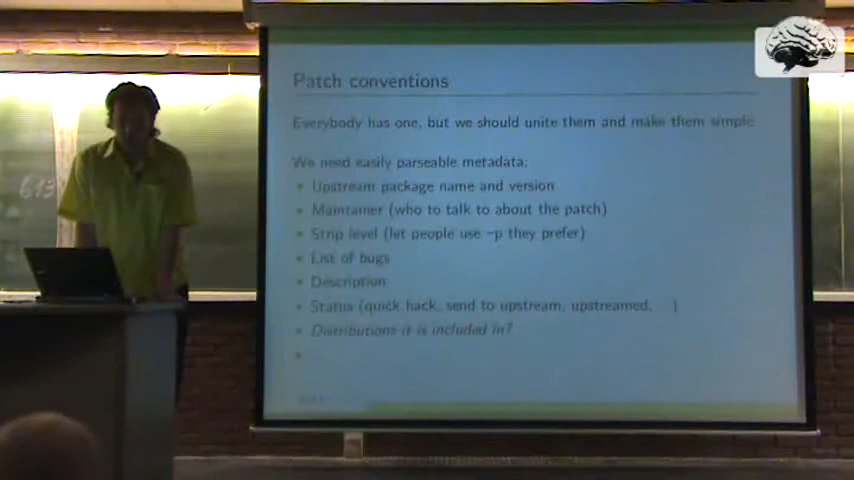 Patch conventions
Everybody has one, but we should unite them and make them simple
We need easily parseable metadata:
Upstream package name and version
Maintainer (who to talk to about the patch)
Strip level (let people use -p they prefer)
List of bugs
Description
Status (quick hack, send to upstream, upstreamed, )
Distributions it is included in?